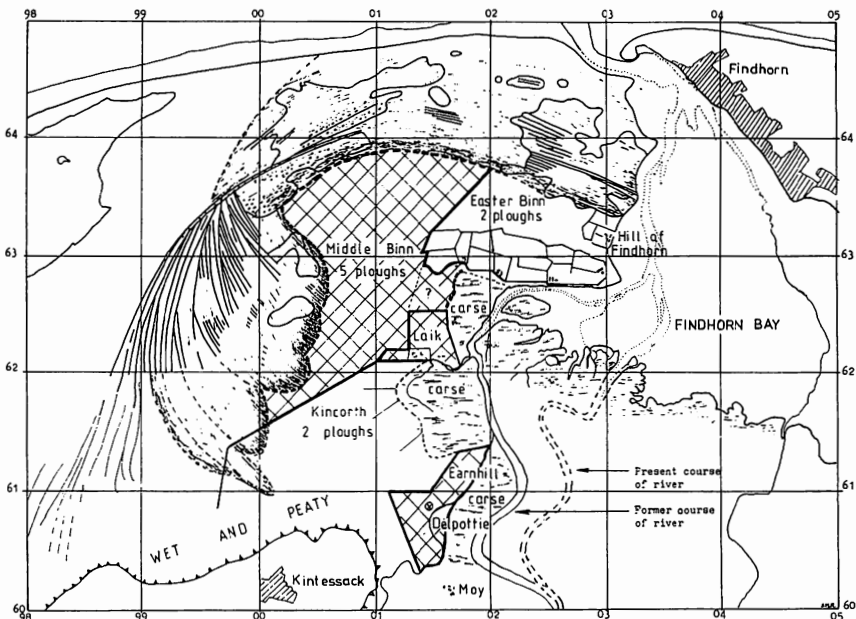 98
99
00
01
02
03
04
05
Findhorn
64
64
Easter Binn
2 ploughs
Hill of
Findhorn
63
63
Middle Binn
5 ploughs
?
carse
Laik
FINDHORN BAY
62
62
Kincorth
2 ploughs
carse
Earnhill
carse
Delpottie
Present course
of river
Former course
of river
61
61
WET AND PEATY
Kintessack
Moy
60
60
98
99
00
01
02
03
04
05